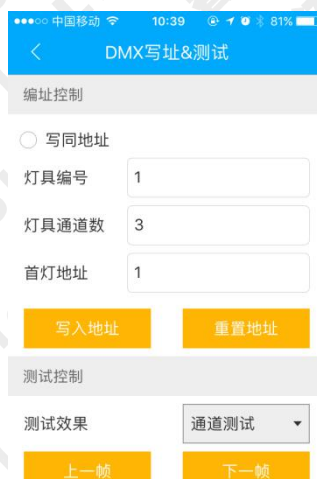 中国移动 10:39 81%
DMX写址&测试
编址控制
写同地址
灯具编号 1
灯具通道数 3
首灯地址 1
写入地址 重置地址
测试控制
测试效果 通道测试
上一帧 下一帧